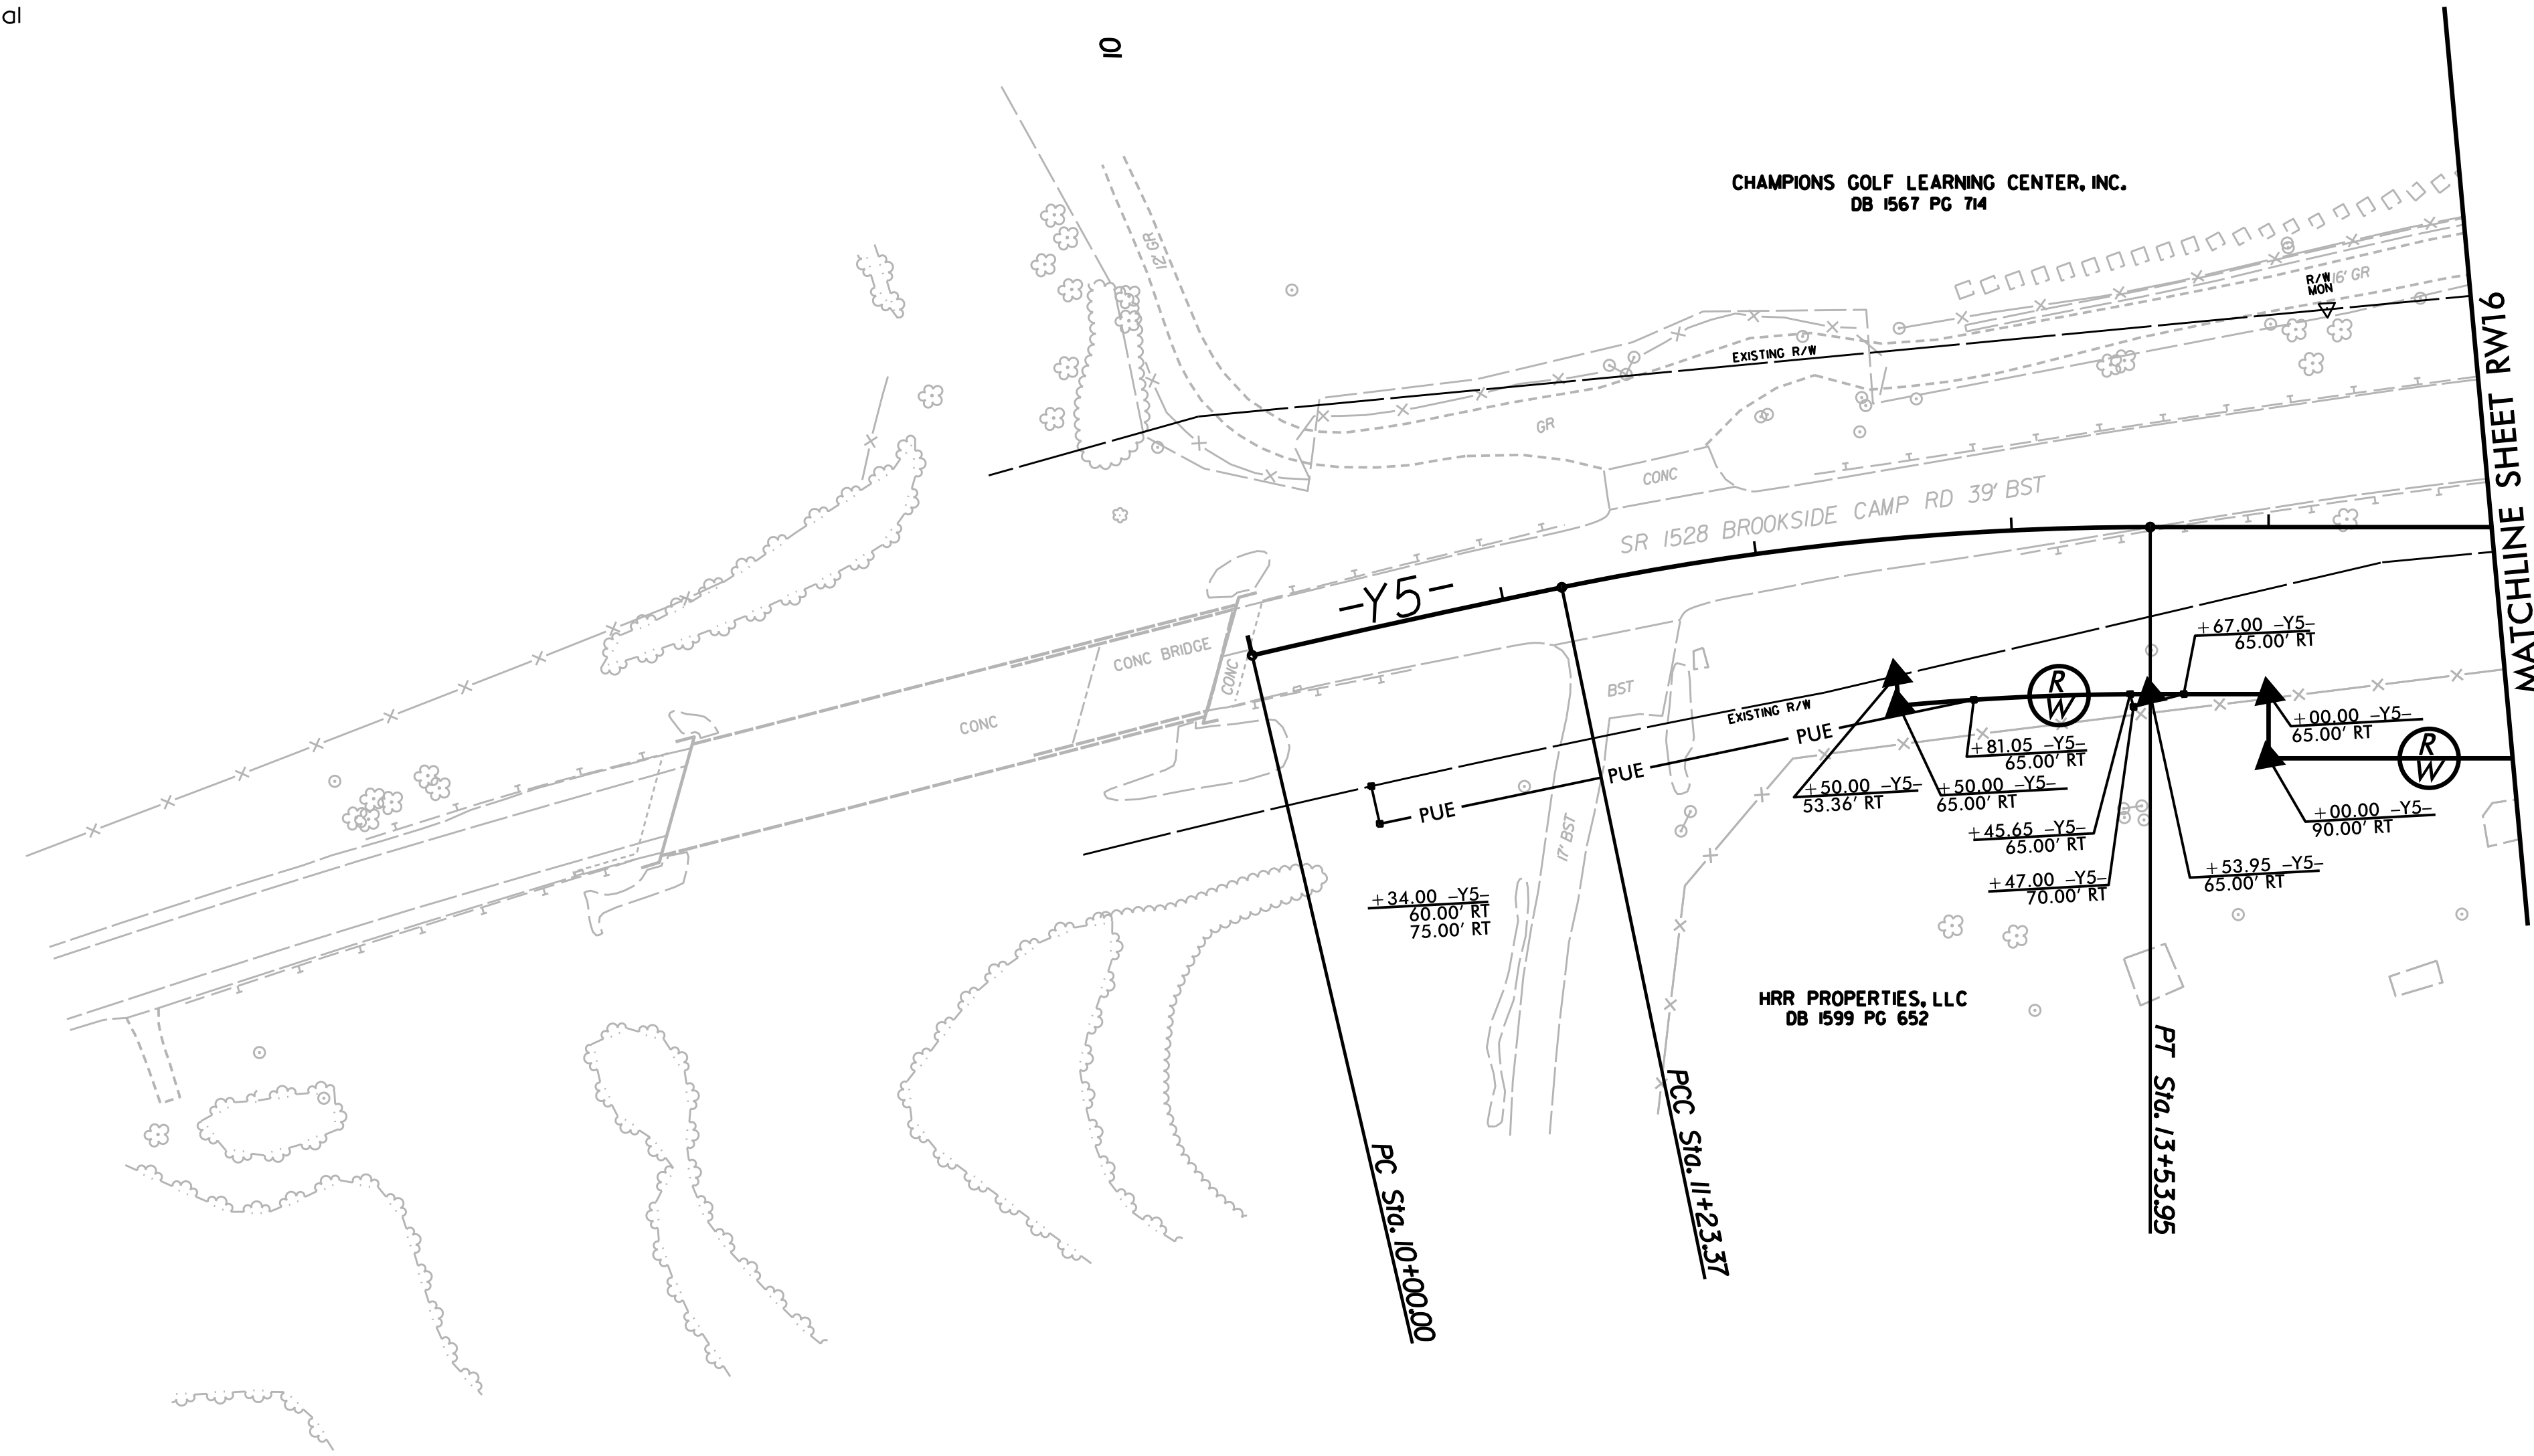 al
10
CHAMPIONS GOLF LEARNING CENTER, INC.
DB 1567 PG 714
12' GR
R/W
MON
16' GR
EXISTING R/W
GR
CONC
SR 1528 BROOKSIDE CAMP RD 39' BST
MATCHLINE SHEET RW16
-Y5-
CONC BRIDGE
CONC
CONC
BST
EXISTING R/W
PUE
PUE
PUE
17' BST
R
W
R
W
+67.00 -Y5-
65.00' RT
+00.00 -Y5-
65.00' RT
+81.05 -Y5-
65.00' RT
+50.00 -Y5-
53.36' RT
+50.00 -Y5-
65.00' RT
+00.00 -Y5-
90.00' RT
+45.65 -Y5-
65.00' RT
+53.95 -Y5-
65.00' RT
+47.00 -Y5-
70.00' RT
+34.00 -Y5-
60.00' RT
75.00' RT
HRR PROPERTIES, LLC
DB 1599 PG 652
PC Sta. 10+00.00
PCC Sta. 11+23.37
PT Sta. 13+53.95